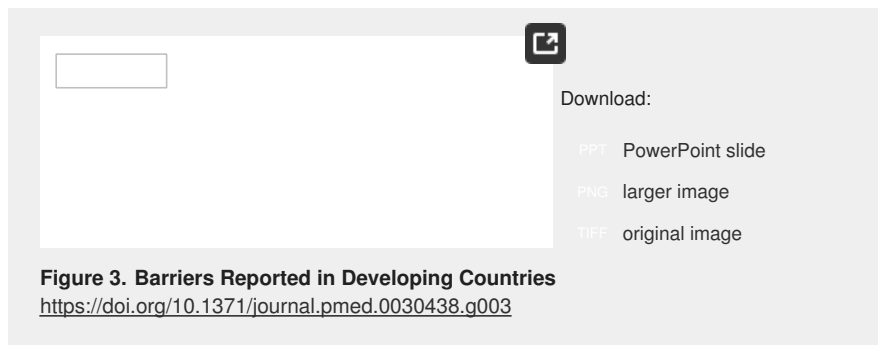 Download:
PPT PowerPoint slide
PNG larger image
TIFF original image
Figure 3. Barriers Reported in Developing Countries
https://doi.org/10.1371/journal.pmed.0030438.g003